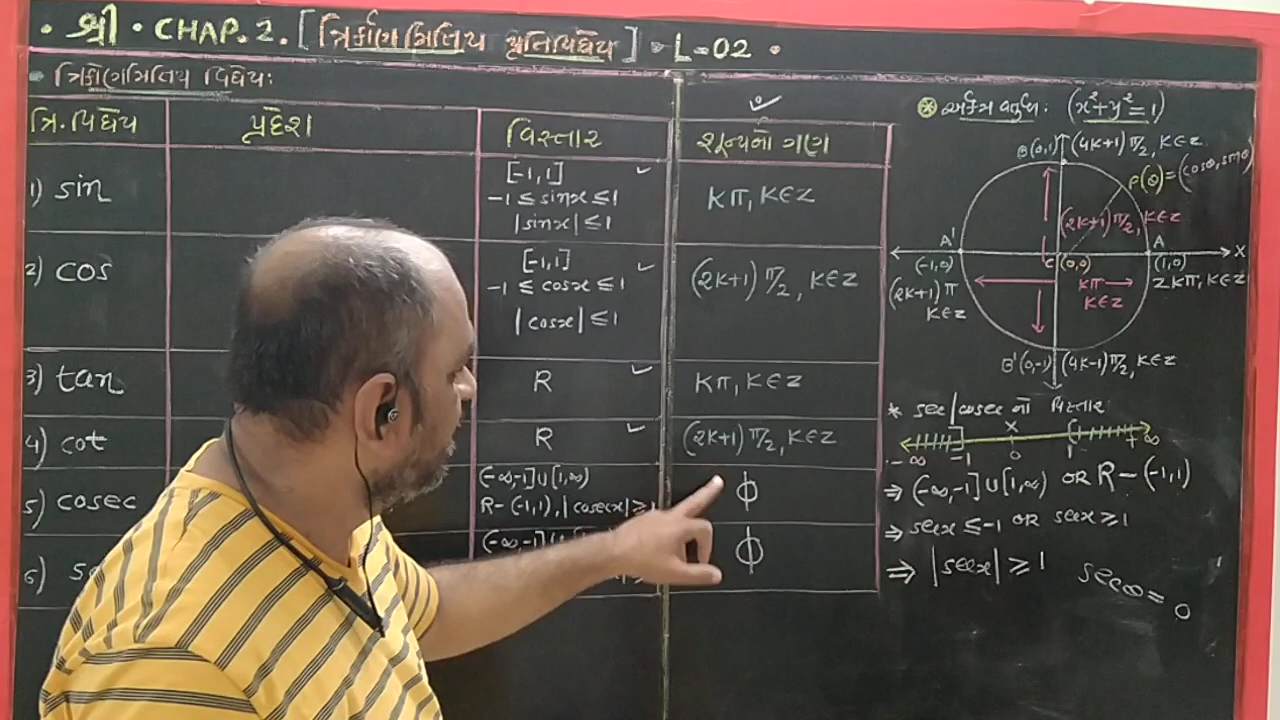 • શ્રી • CHAP. 2. [ ત્રિકોણમિતિય પ્રતિવિધેય ] • L-02 •
• ત્રિકોણમિતિય વિધેય:
ત્રિ. વિધેય પ્રદેશ વિસ્તાર શૂન્યનો ગણ
1) sin [-1,1] kπ, k∈z
-1 ≤ sinx ≤ 1
|sinx| ≤ 1
2) cos [-1,1] (2k+1) π/2, k∈z
-1 ≤ cosx ≤ 1
|cosx| ≤ 1
3) tan R kπ, k∈z
4) cot R (2k+1) π/2, k∈z
5) cosec (-∞,-1]∪[1,∞) ϕ
R-(-1,1), |cosecx| ≥ 1
6) (-∞,-1]∪ ϕ
⊛ એકમ વર્તુળ: (x²+y²=1)
B(0,1) (4k+1) π/2, k∈z
P(θ)=(cosθ, sinθ)
(2k+1) π/2, k∈z
A' A X
(-1,0) C (0,0) (1,0)
(2k+1)π kπ 2kπ, k∈z
k∈z k∈z
B'(0,-1) (4k-1) π/2, k∈z
* sec/cosec નો વિસ્તાર
-∞ -1 x 0 1 +∞
⇒ (-∞,-1]∪[1,∞) OR R-(-1,1)
⇒ secx ≤ -1 OR secx ≥ 1
⇒ |secx| ≥ 1